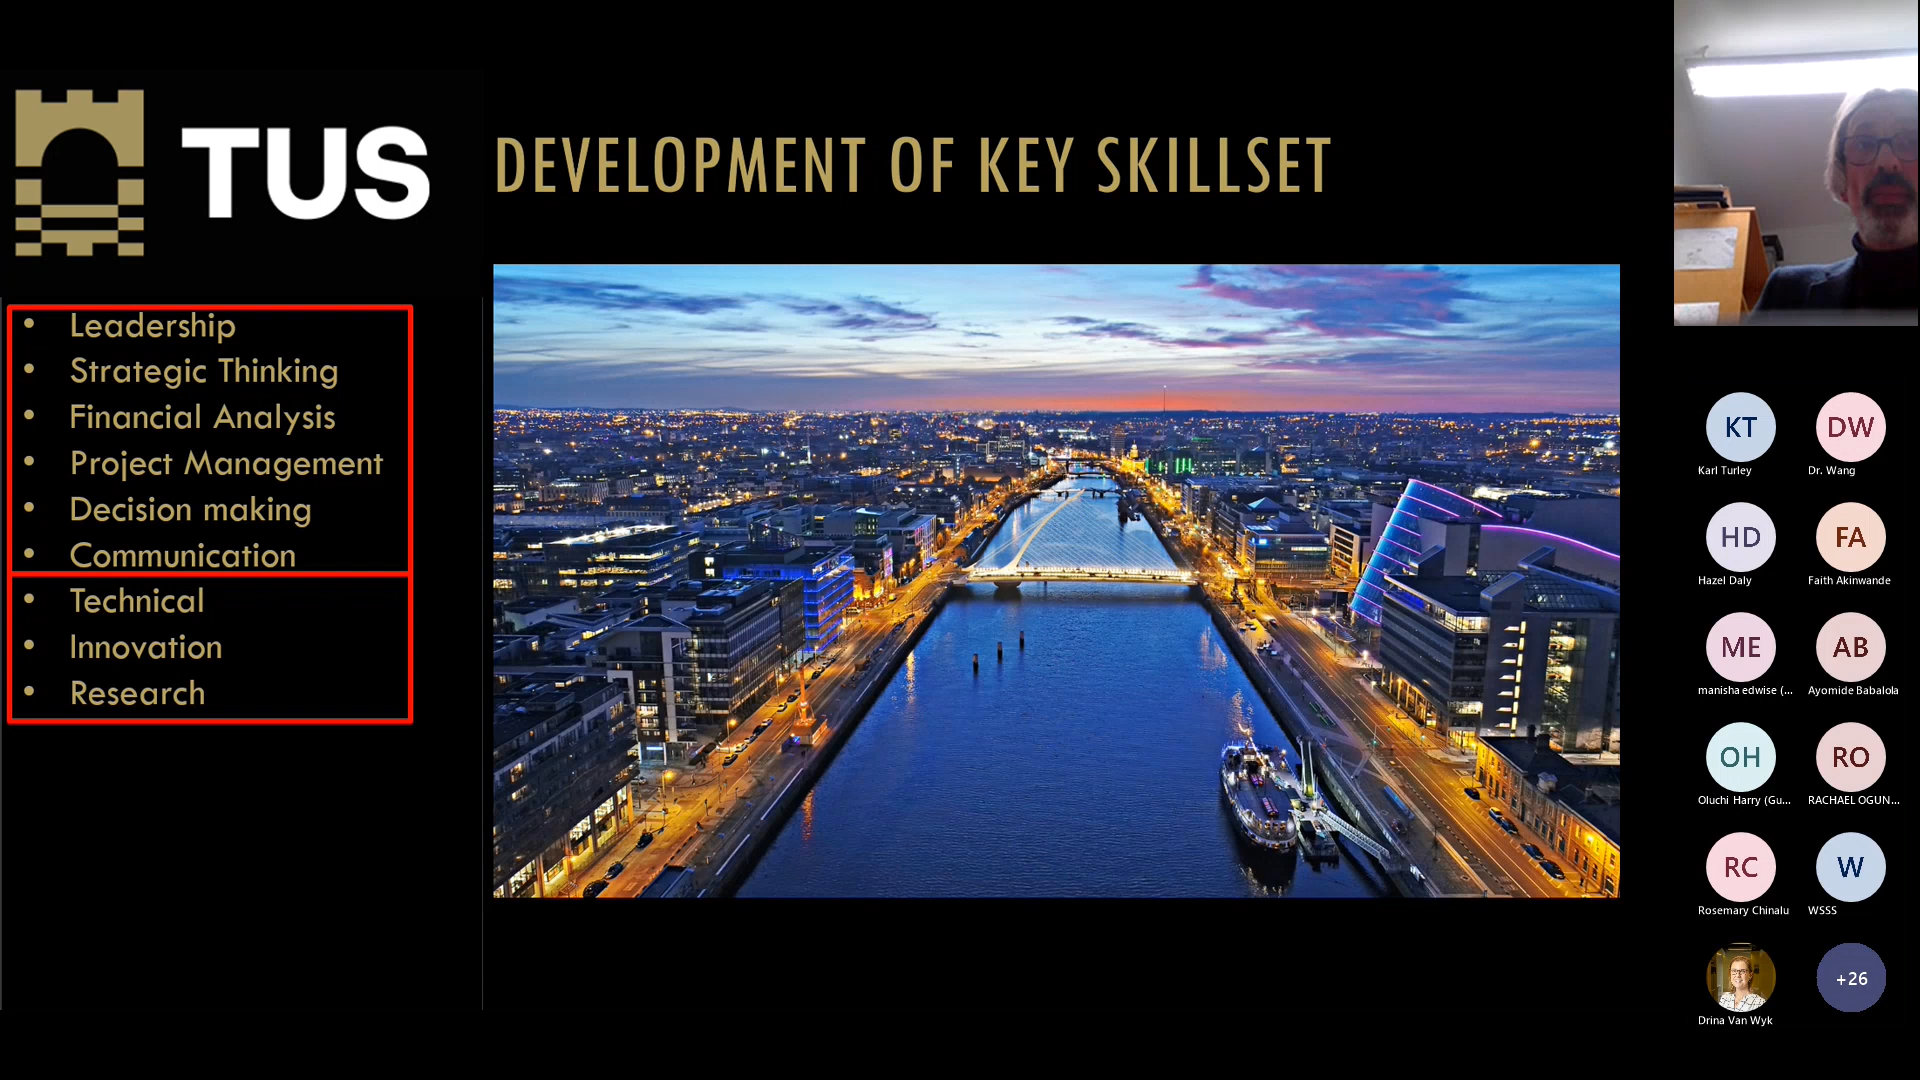 TUS
DEVELOPMENT OF KEY SKILLSET
• Leadership
• Strategic Thinking
• Financial Analysis
• Project Management
• Decision making
• Communication
• Technical
• Innovation
• Research
KT
Karl Turley
DW
Dr. Wang
HD
Hazel Daly
FA
Faith Akinwande
ME
manisha edwise (...
AB
Ayomide Babalola
OH
Oluchi Harry (Gu...
RO
RACHAEL OGUN...
RC
Rosemary Chinalu
W
WSSS
Drina Van Wyk
+26